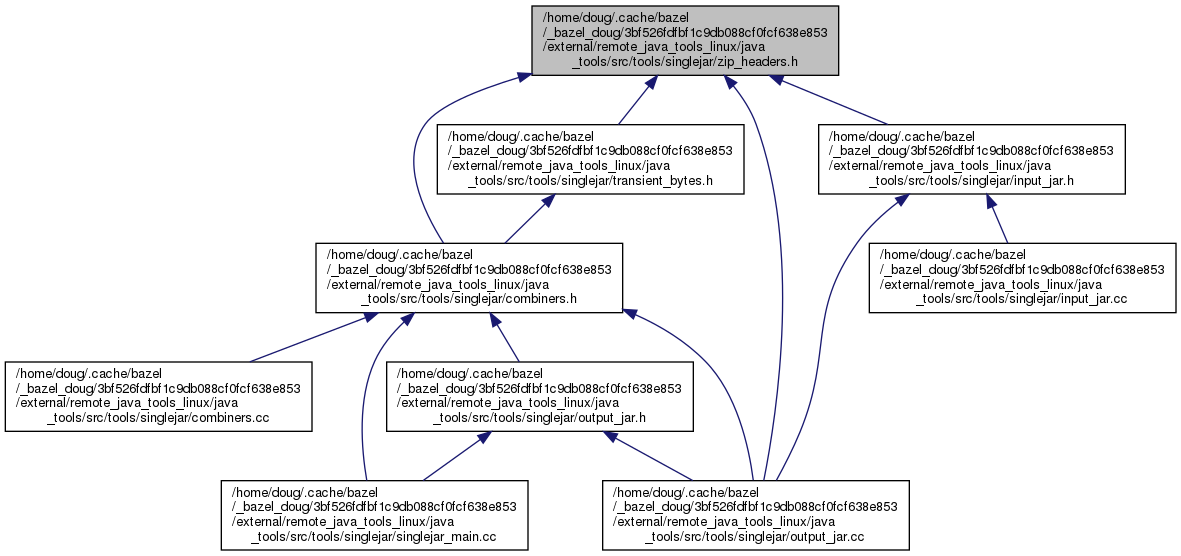 /home/doug/.cache/bazel
/_bazel_doug/3bf526fdfbf1c9db088cf0fcf638e853
/external/remote_java_tools_linux/java
_tools/src/tools/singlejar/zip_headers.h
/home/doug/.cache/bazel
/_bazel_doug/3bf526fdfbf1c9db088cf0fcf638e853
/external/remote_java_tools_linux/java
_tools/src/tools/singlejar/transient_bytes.h
/home/doug/.cache/bazel
/_bazel_doug/3bf526fdfbf1c9db088cf0fcf638e853
/external/remote_java_tools_linux/java
_tools/src/tools/singlejar/input_jar.h
/home/doug/.cache/bazel
/_bazel_doug/3bf526fdfbf1c9db088cf0fcf638e853
/external/remote_java_tools_linux/java
_tools/src/tools/singlejar/combiners.h
/home/doug/.cache/bazel
/_bazel_doug/3bf526fdfbf1c9db088cf0fcf638e853
/external/remote_java_tools_linux/java
_tools/src/tools/singlejar/input_jar.cc
/home/doug/.cache/bazel
/_bazel_doug/3bf526fdfbf1c9db088cf0fcf638e853
/external/remote_java_tools_linux/java
_tools/src/tools/singlejar/combiners.cc
/home/doug/.cache/bazel
/_bazel_doug/3bf526fdfbf1c9db088cf0fcf638e853
/external/remote_java_tools_linux/java
_tools/src/tools/singlejar/output_jar.h
/home/doug/.cache/bazel
/_bazel_doug/3bf526fdfbf1c9db088cf0fcf638e853
/external/remote_java_tools_linux/java
_tools/src/tools/singlejar/singlejar_main.cc
/home/doug/.cache/bazel
/_bazel_doug/3bf526fdfbf1c9db088cf0fcf638e853
/external/remote_java_tools_linux/java
_tools/src/tools/singlejar/output_jar.cc